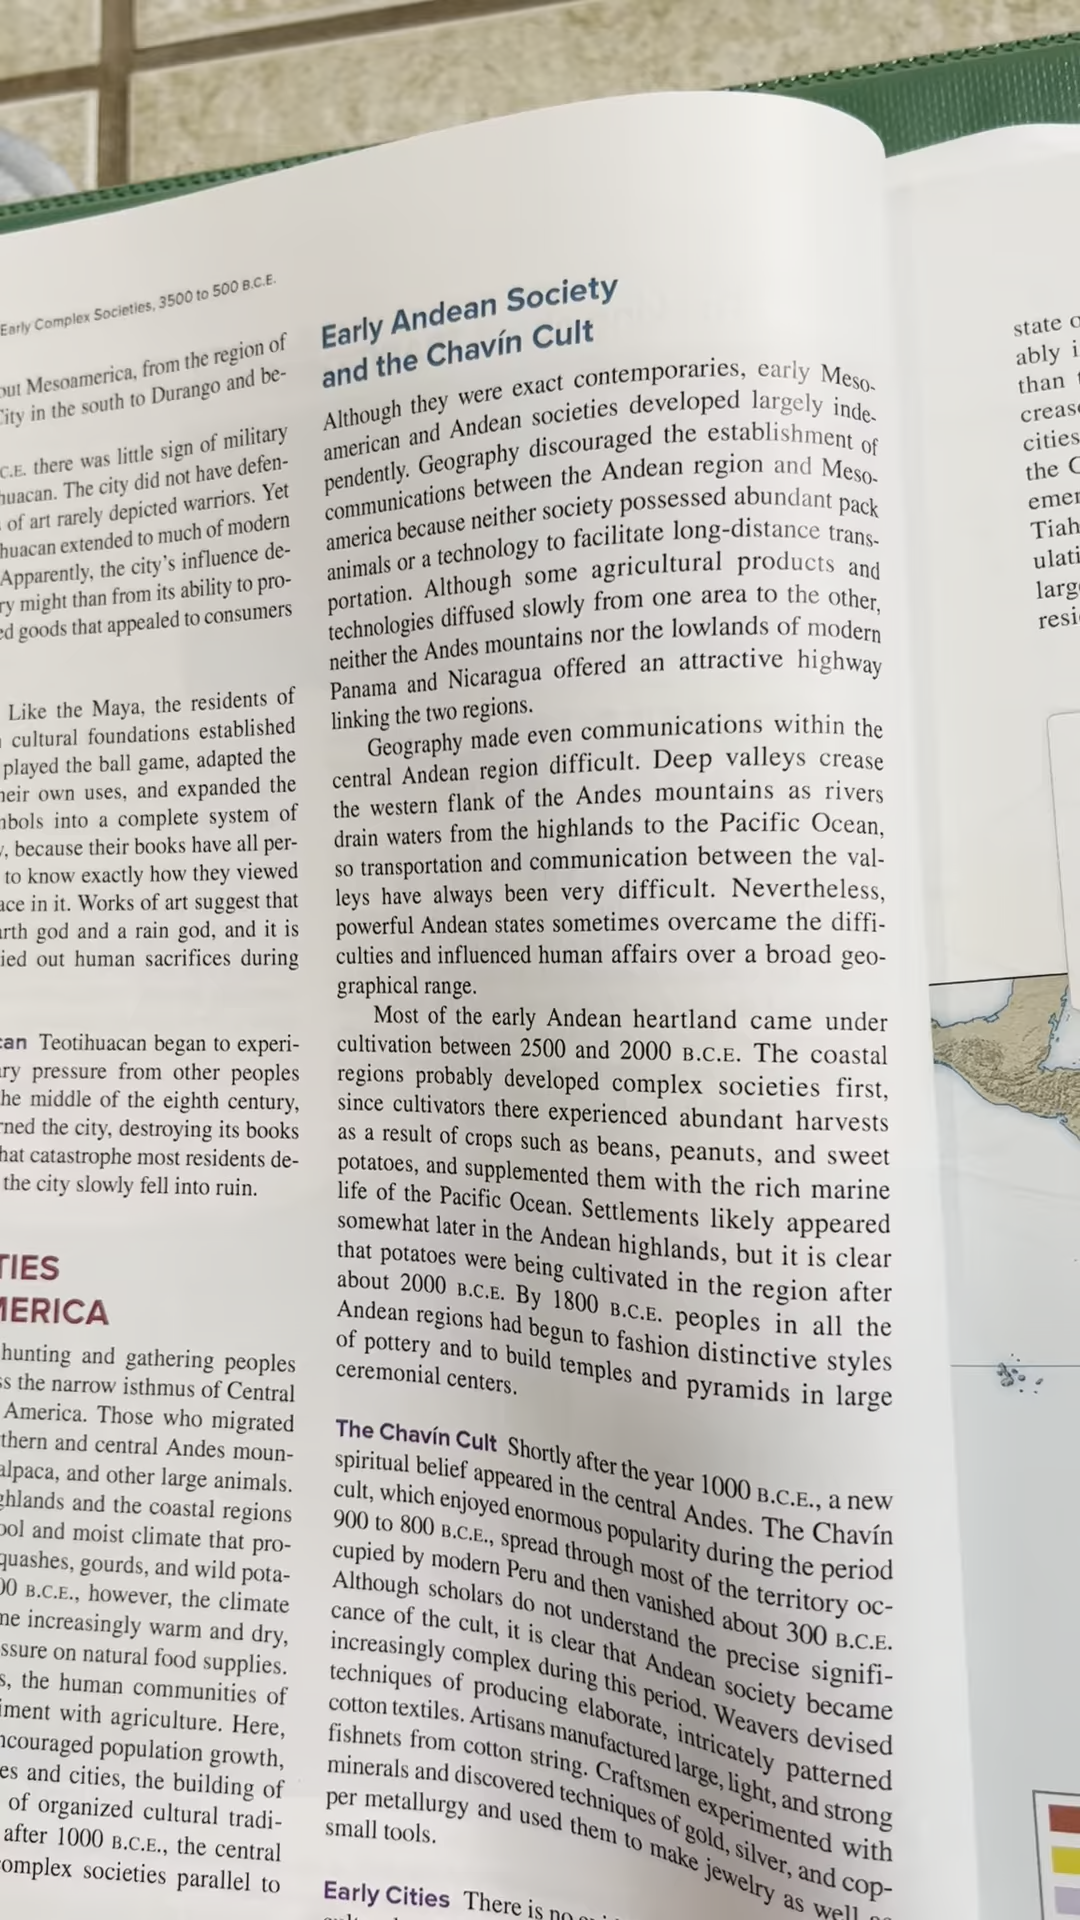 Early Complex Societies, 3500 to 500 B.C.E.
out Mesoamerica, from the region of
City in the south to Durango and be-
C.E. there was little sign of military
huacan. The city did not have defen-
of art rarely depicted warriors. Yet
huacan extended to much of modern
Apparently, the city's influence de-
ry might than from its ability to pro-
ed goods that appealed to consumers
Like the Maya, the residents of
cultural foundations established
played the ball game, adapted the
heir own uses, and expanded the
mbols into a complete system of
, because their books have all per-
to know exactly how they viewed
ace in it. Works of art suggest that
arth god and a rain god, and it is
ied out human sacrifices during
can Teotihuacan began to experi-
ary pressure from other peoples
he middle of the eighth century,
rned the city, destroying its books
hat catastrophe most residents de-
the city slowly fell into ruin.
TIES
MERICA
hunting and gathering peoples
ss the narrow isthmus of Central
America. Those who migrated
thern and central Andes moun-
alpaca, and other large animals.
ghlands and the coastal regions
ool and moist climate that pro-
quashes, gourds, and wild pota-
00 B.C.E., however, the climate
me increasingly warm and dry,
ssure on natural food supplies.
s, the human communities of
iment with agriculture. Here,
ncouraged population growth,
es and cities, the building of
of organized cultural tradi-
after 1000 B.C.E., the central
omplex societies parallel to
Early Andean Society
and the Chavín Cult
Although they were exact contemporaries, early Meso-
american and Andean societies developed largely inde-
pendently. Geography discouraged the establishment of
communications between the Andean region and Meso-
america because neither society possessed abundant pack
animals or a technology to facilitate long-distance trans-
portation. Although some agricultural products and
technologies diffused slowly from one area to the other,
neither the Andes mountains nor the lowlands of modern
Panama and Nicaragua offered an attractive highway
linking the two regions.
Geography made even communications within the
central Andean region difficult. Deep valleys crease
the western flank of the Andes mountains as rivers
drain waters from the highlands to the Pacific Ocean,
so transportation and communication between the val-
leys have always been very difficult. Nevertheless,
powerful Andean states sometimes overcame the diffi-
culties and influenced human affairs over a broad geo-
graphical range.
Most of the early Andean heartland came under
cultivation between 2500 and 2000 B.C.E. The coastal
regions probably developed complex societies first,
since cultivators there experienced abundant harvests
as a result of crops such as beans, peanuts, and sweet
potatoes, and supplemented them with the rich marine
life of the Pacific Ocean. Settlements likely appeared
somewhat later in the Andean highlands, but it is clear
that potatoes were being cultivated in the region after
about 2000 B.C.E. By 1800 B.C.E. peoples in all the
Andean regions had begun to fashion distinctive styles
of pottery and to build temples and pyramids in large
ceremonial centers.
The Chavín Cult Shortly after the year 1000 B.C.E., a new
spiritual belief appeared in the central Andes. The Chavín
cult, which enjoyed enormous popularity during the period
900 to 800 B.C.E., spread through most of the territory oc-
cupied by modern Peru and then vanished about 300 B.C.E.
Although scholars do not understand the precise signifi-
cance of the cult, it is clear that Andean society became
increasingly complex during this period. Weavers devised
techniques of producing elaborate, intricately patterned
cotton textiles. Artisans manufactured large, light, and strong
fishnets from cotton string. Craftsmen experimented with
minerals and discovered techniques of gold, silver, and cop-
per metallurgy and used them to make jewelry as well as
small tools.
Early Cities There is no
state o
ably i
than
creas
cities
the C
emer
Tiah
ulati
larg
resi